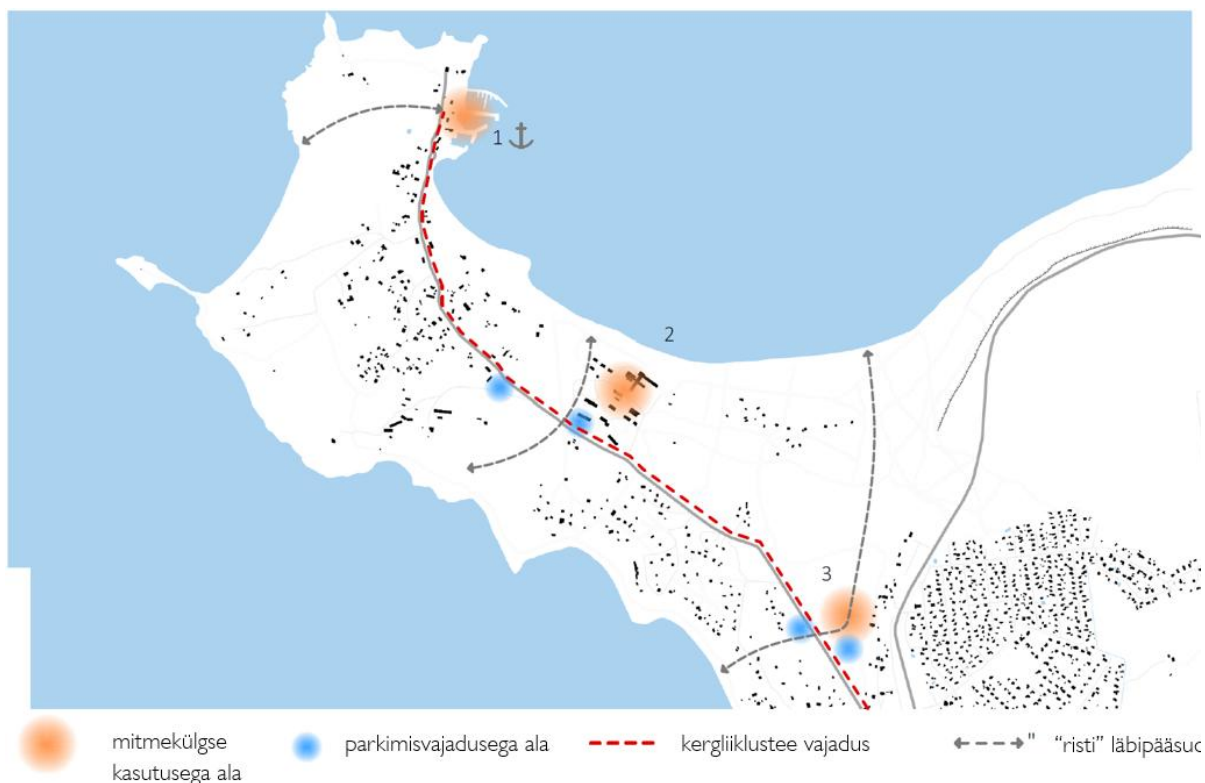 1
2
3
mitmekülgse
kasutusega ala
parkimisvajadusega ala
kergliiklustee vajadus
" "risti" läbipääsud